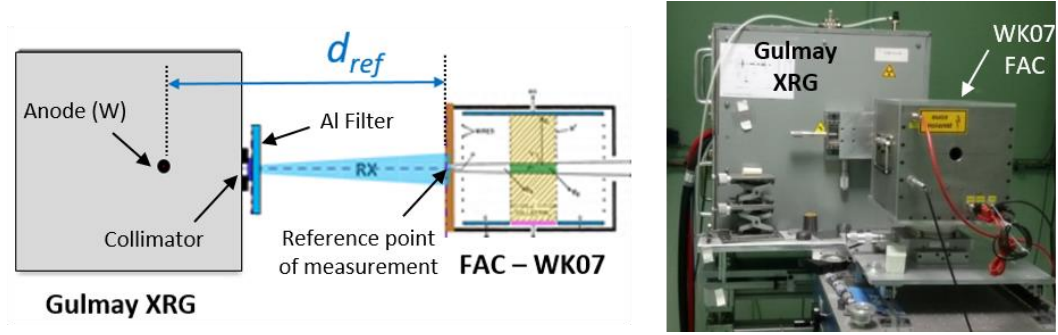 d_ref
Anode (W)
Al Filter
RX
Collimator
Reference point
of measurement
FAC – WK07
Gulmay XRG
Gulmay
XRG
WK07
FAC